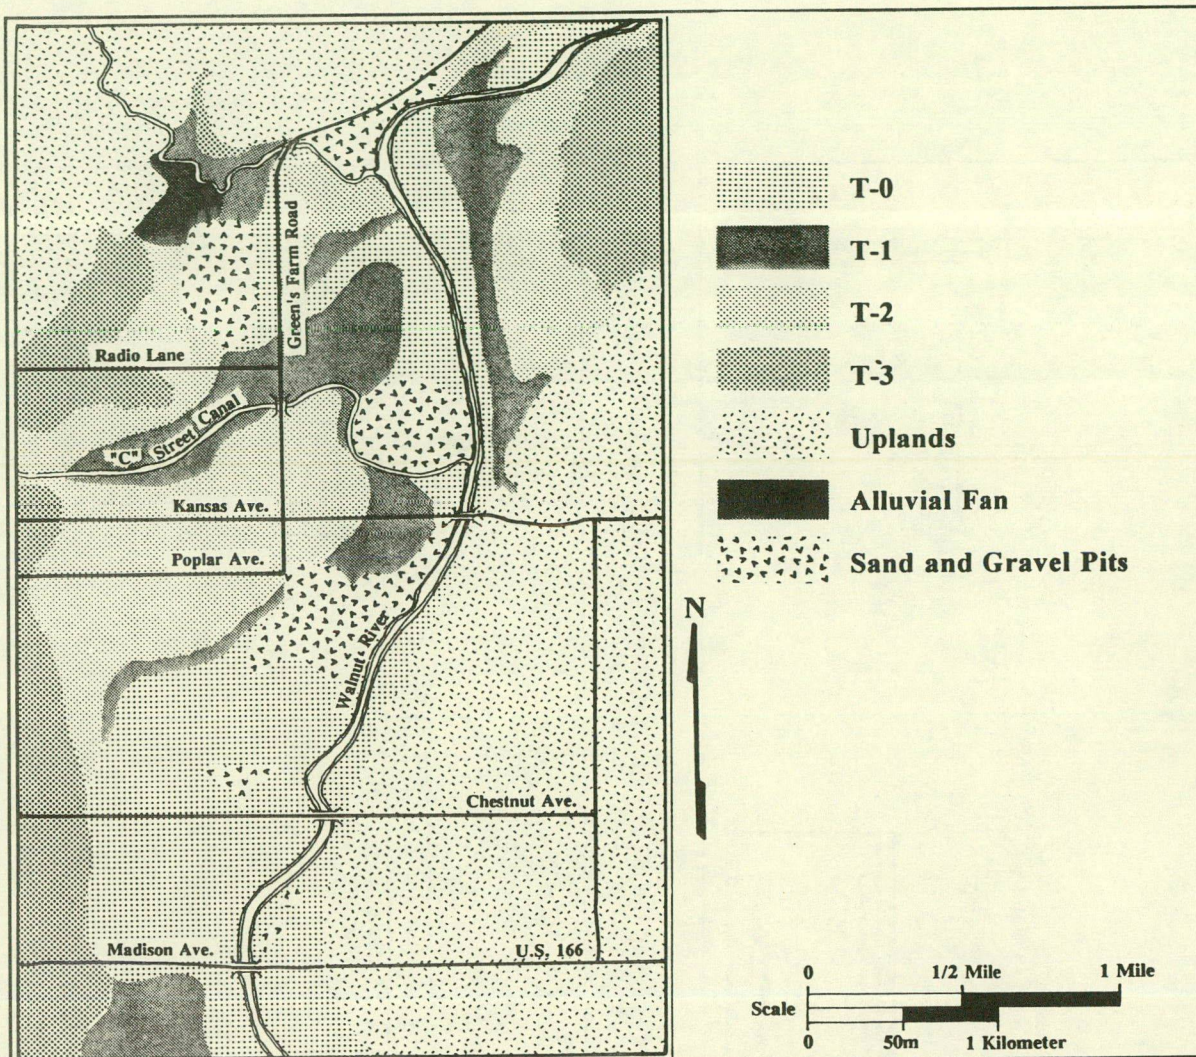 Green's Farm Road
Radio Lane
"C" Street Canal
Kansas Ave.
Poplar Ave.
Walnut River
Chestnut Ave.
Madison Ave.
U.S. 166
T-0
T-1
T-2
T-3
Uplands
Alluvial Fan
Sand and Gravel Pits
N
0 1/2 Mile 1 Mile
Scale
0 50m 1 Kilometer